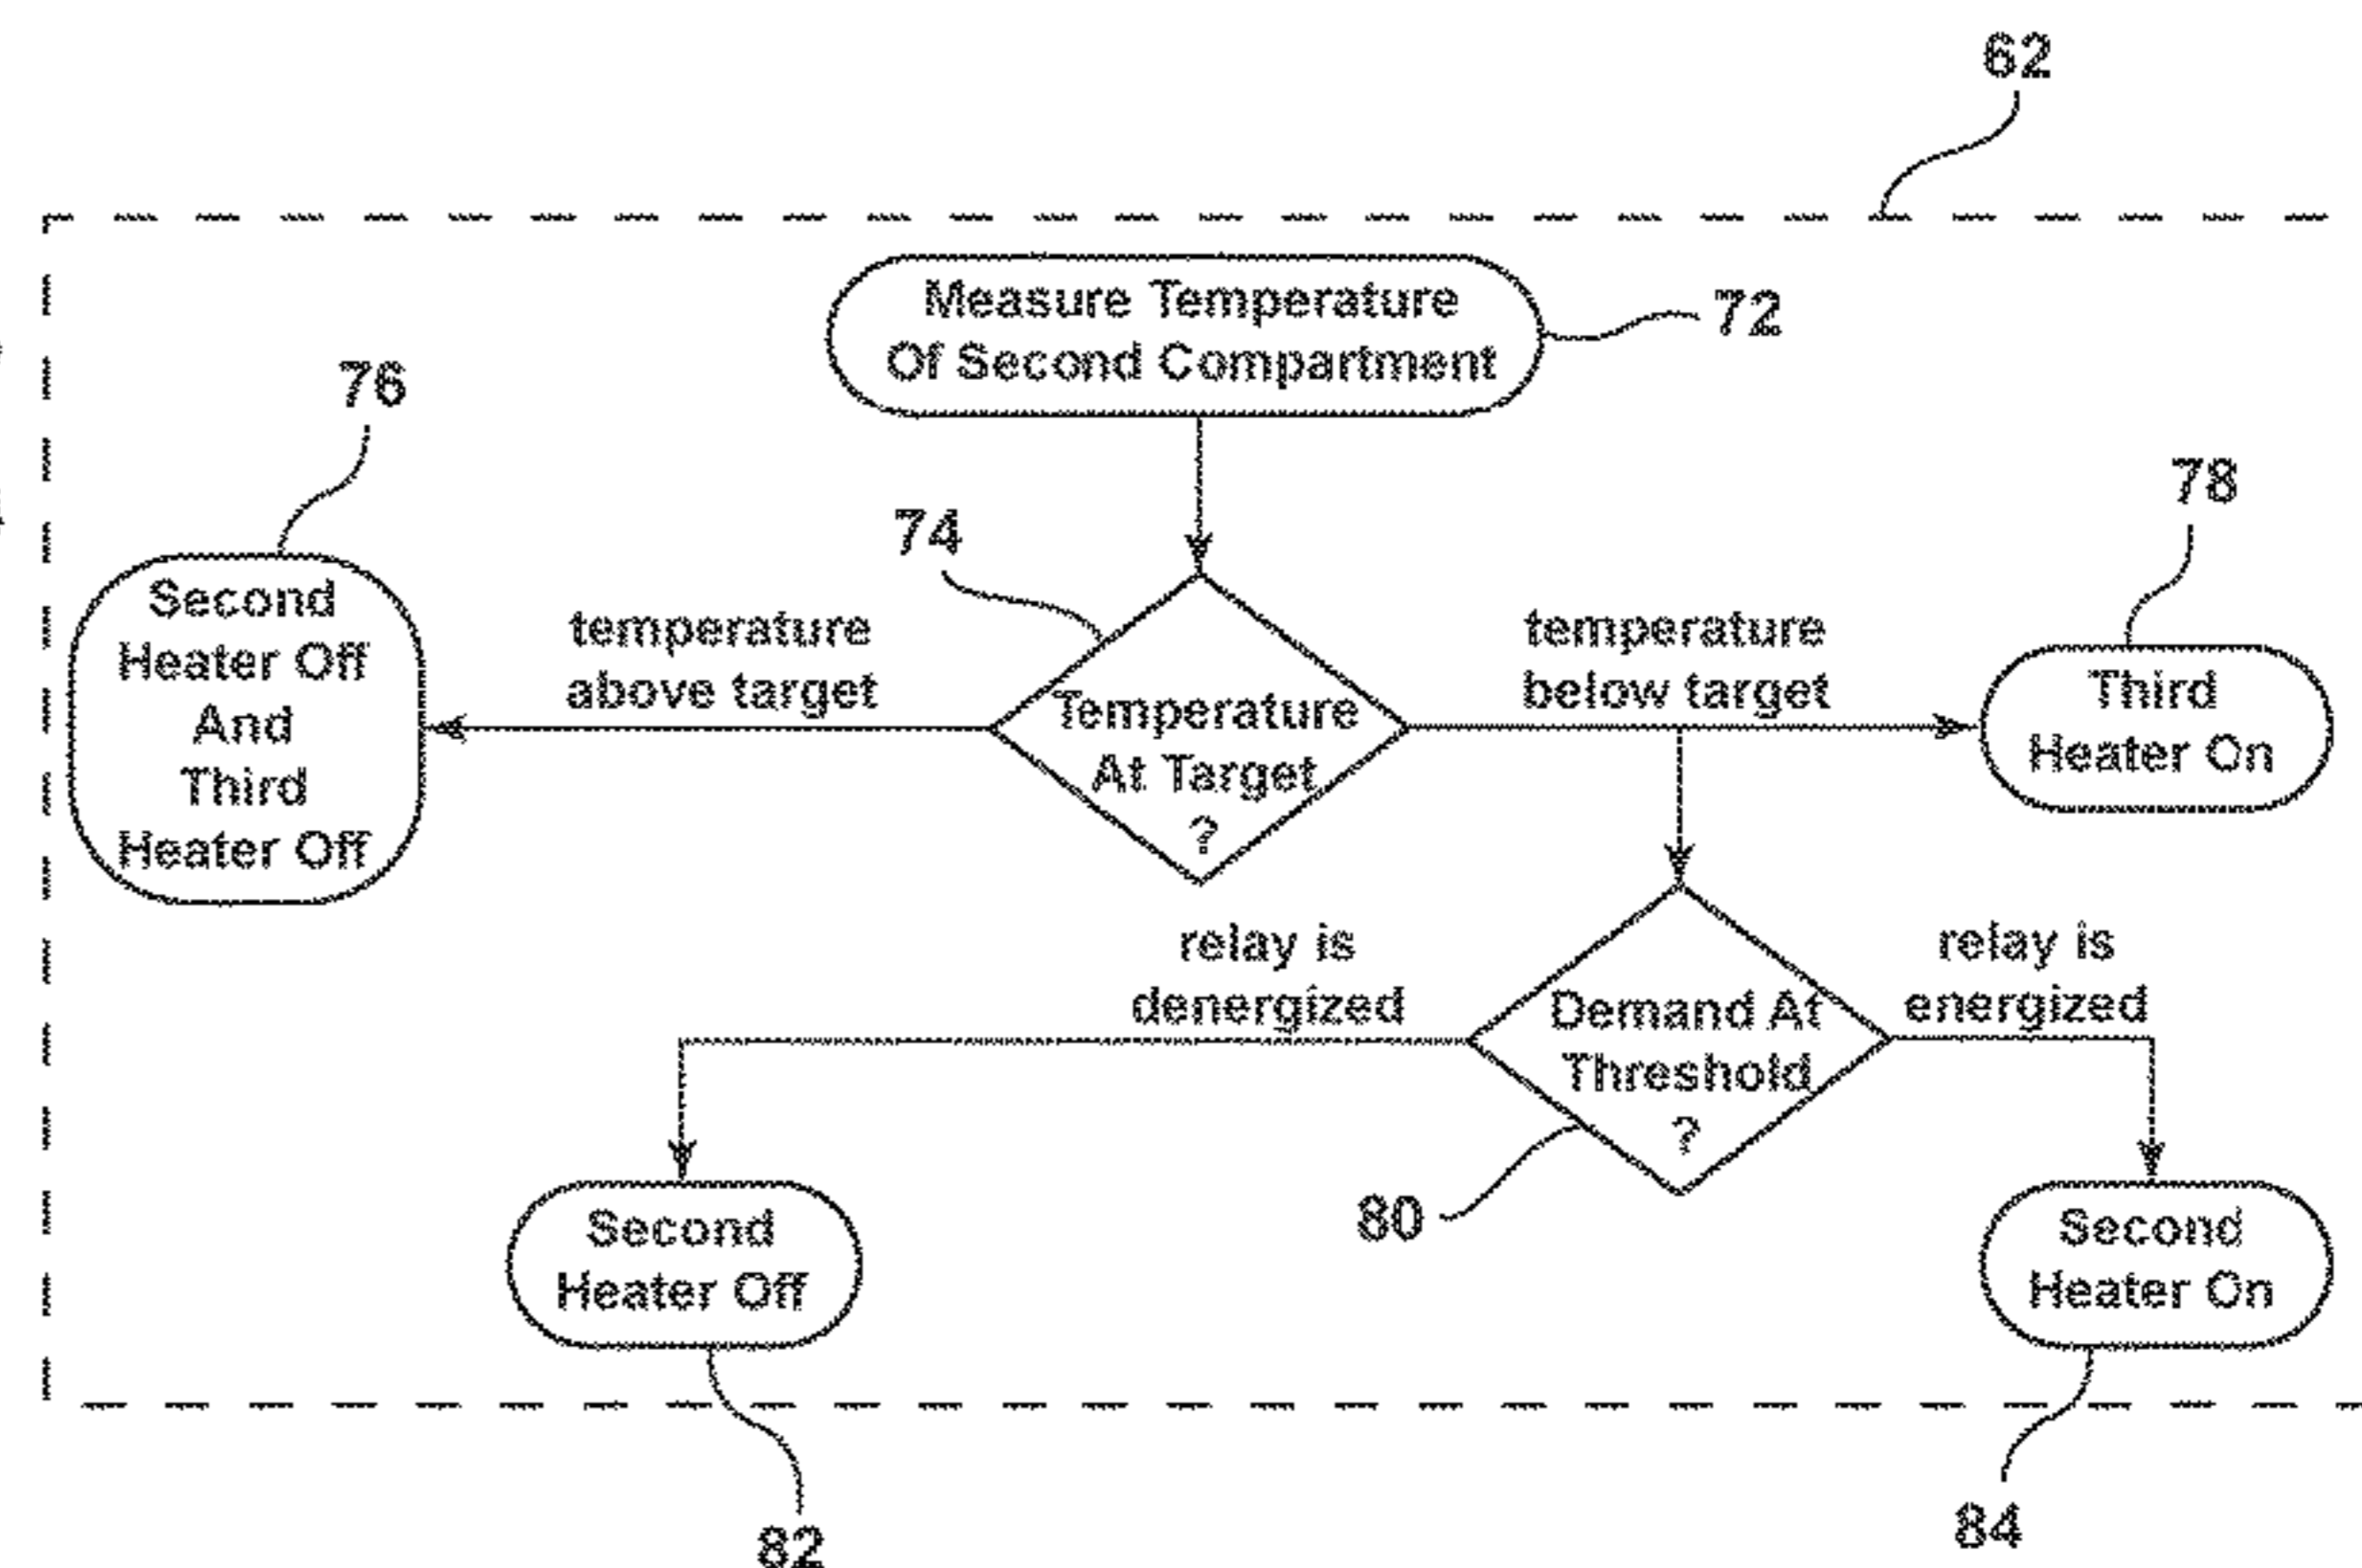 62
Measure Temperature
Of Second Compartment
72
76
78
74
Second
Heater Off
And
Third
Heater Off
temperature
above target
Temperature
At Target
?
temperature
below target
Third
Heater On
relay is
denergized
Demand At
Threshold
?
relay is
energized
80
Second
Heater Off
Second
Heater On
82
84